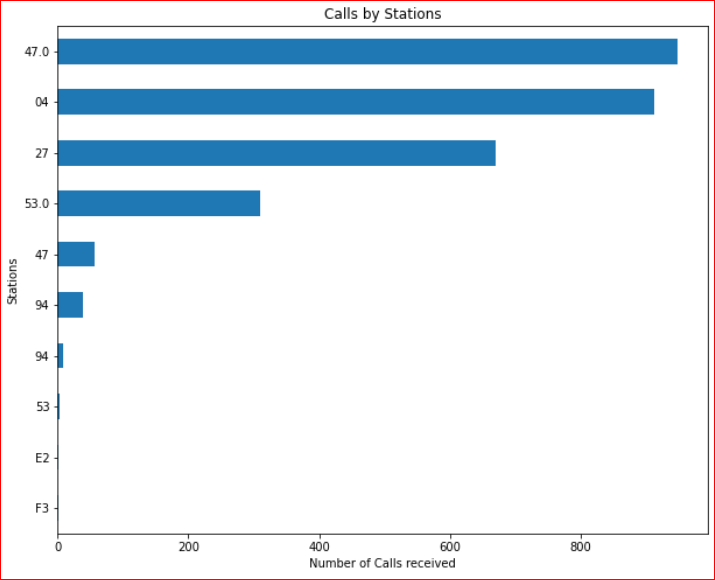 Calls by Stations
47.0
04
27
53.0
47
94
94
53
E2
F3
Stations
0 200 400 600 800
Number of Calls received